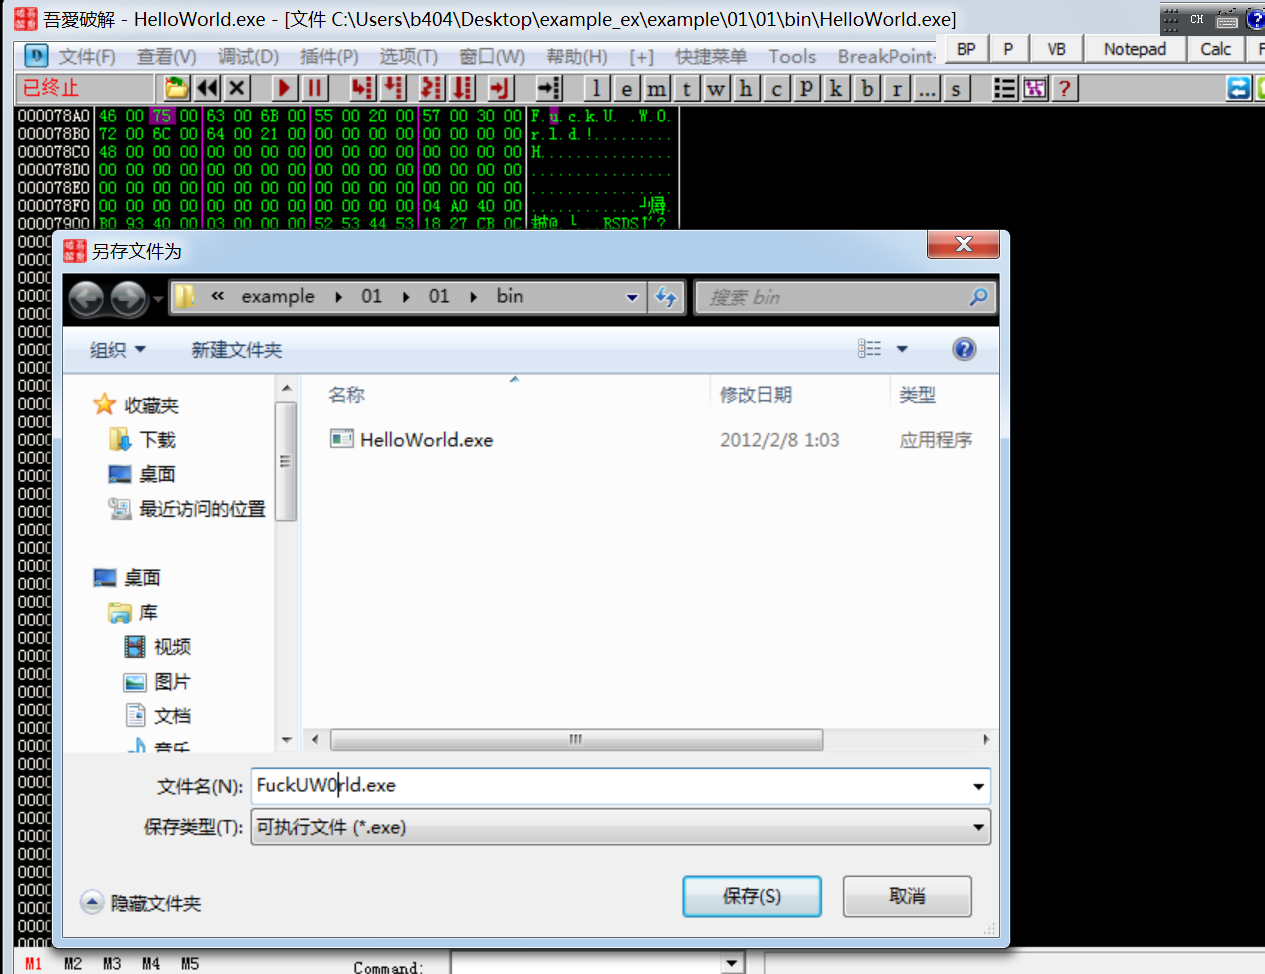 吾愛破解 - HelloWorld.exe - [文件 C:\Users\b404\Desktop\example_ex\example\01\01\bin\HelloWorld.exe]
CH
文件(F) 查看(V) 调试(D) 插件(P) 选项(T) 窗口(W) 帮助(H) [+] 快捷菜单 Tools BreakPoint- BP P VB Notepad Calc
已终止 l e m t w h c p k b r ... s ?
000078A0 46 00 75 00 63 00 6B 00 55 00 20 00 57 00 30 00 F.u.c.k.U. .W.0.
000078B0 72 00 6C 00 64 00 21 00 00 00 00 00 00 00 00 00 r.l.d.!.........
000078C0 48 00 00 00 00 00 00 00 00 00 00 00 00 00 00 00 H...............
000078D0 00 00 00 00 00 00 00 00 00 00 00 00 00 00 00 00 ................
000078E0 00 00 00 00 00 00 00 00 00 00 00 00 00 00 00 00 ................
000078F0 00 00 00 00 00 00 00 00 00 00 00 00 04 A0 40 00
00007900 B0 93 40 00 03 00 00 00 52 53 44 53 18 27 CB 0C
另存文件为
« example 01 01 bin
搜索 bin
组织 新建文件夹
名称 修改日期 类型
HelloWorld.exe 2012/2/8 1:03 应用程序
收藏夹
下载
桌面
最近访问的位置
桌面
库
视频
图片
文档
音乐
文件名(N): FuckUW0rld.exe
保存类型(T): 可执行文件 (*.exe)
隐藏文件夹 保存(S) 取消
M1 M2 M3 M4 M5 Command: